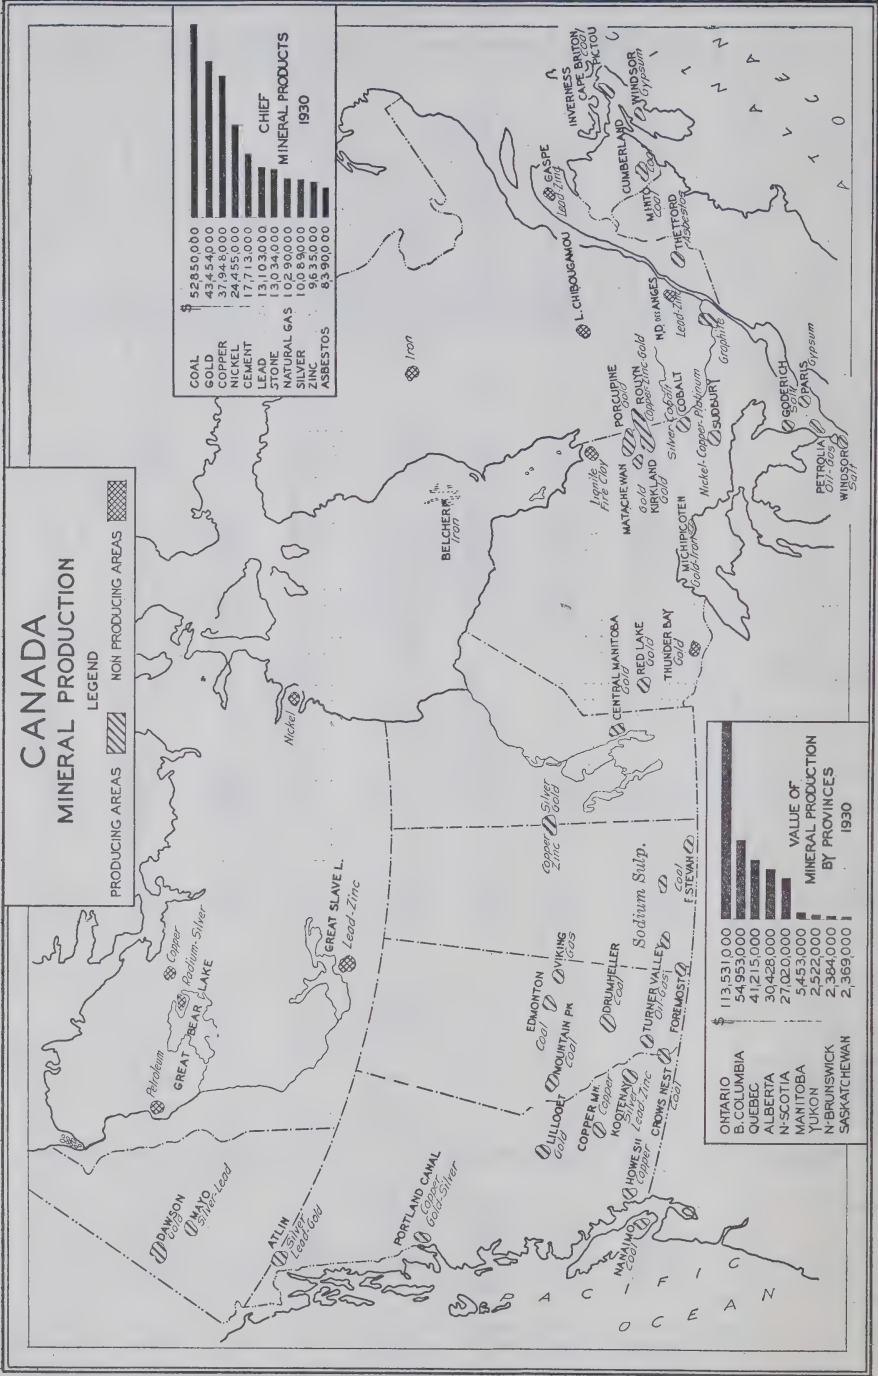 CANADA
MINERAL PRODUCTION
LEGEND
PRODUCING AREAS
NON PRODUCING AREAS
$
COAL 52850,000
GOLD 43,454,000
COPPER 37,948,000
NICKEL 24,455,000
CEMENT 17,713,000
LEAD 13,103,000
STONE 13,034,000
NATURAL GAS 10,290,000
SILVER 10,089,000
ZINC 9,635,000
ASBESTOS 8,390,000
CHIEF
MINERAL PRODUCTS
1930
Petroleum
GREAT BEAR LAKE
Radium-Silver
Copper
GREAT SLAVE L.
Lead-Zinc
Nickel
BELCHER
Iron
Iron
DAWSON
Gold
MAYO
Silver-Lead
ATLIN
Silver
Lead-Gold
PORTLAND CANAL
Copper
Gold-Silver
LILLOOET
Gold
COPPER MN.
Copper
KOOTENAY
Silver
Lead Zinc
CROWS NEST
Coal
HOWE SN
Copper
NANAIMO
Coal
EDMONTON
Coal
MOUNTAIN PK
Coal
VIKING
Gas
DRUMHELLER
Coal
TURNER VALLEY
Oil-Gas
FOREMOST
Sodium Sulp.
Coal
ESTEVAN
Copper
Zinc
Silver
Gold
CENTRAL MANITOBA
Gold
RED LAKE
Gold
THUNDER BAY
Gold
MICHIPICOTEN
Gold-Iron
Lignite
Fire Clay
MATACHEWAN
Gold
KIRKLAND
Gold
PORCUPINE
Gold
ROUYN
Copper-Zinc-Gold
Silver-Cobalt
COBALT
Nickel-Copper-Platinum
SUDBURY
L. CHIBOUGAMOU
N.D. DES ANGES
Lead-Zinc
Graphite
GASPE
Lead-Zinc
THETFORD
Asbestos
MINTO
Coal
CUMBERLAND
Coal
INVERNESS
CAPE BRITON
Coal
PICTOU
WINDSOR
Gypsum
GODERICH
Salt
PARIS
Gypsum
PETROLIA
Oil-Gas
WINDSOR
Salt
PACIFIC
OCEAN
ATLANTIC
$
ONTARIO 113,531,000
B. COLUMBIA 54,953,000
QUEBEC 41,215,000
ALBERTA 30,428,000
N·SCOTIA 27,020,000
MANITOBA 5,453,000
YUKON 2,522,000
N·BRUNSWICK 2,384,000
SASKATCHEWAN 2,369,000
VALUE OF
MINERAL PRODUCTION
BY PROVINCES
1930